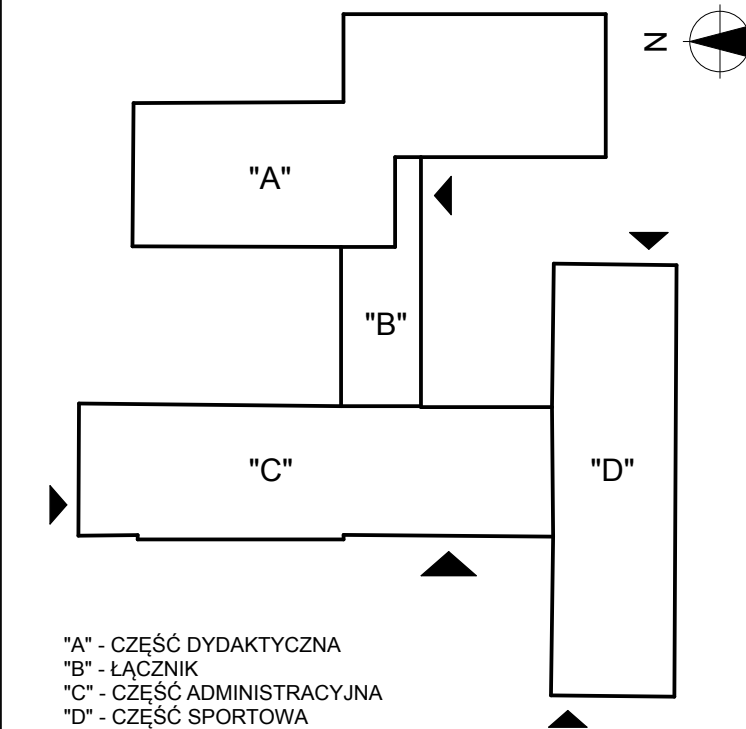 N
"A"
"B"
"C"
"D"
"A" - CZĘŚĆ DYDAKTYCZNA
"B" - ŁĄCZNIK
"C" - CZĘŚĆ ADMINISTRACYJNA
"D" - CZĘŚĆ SPORTOWA